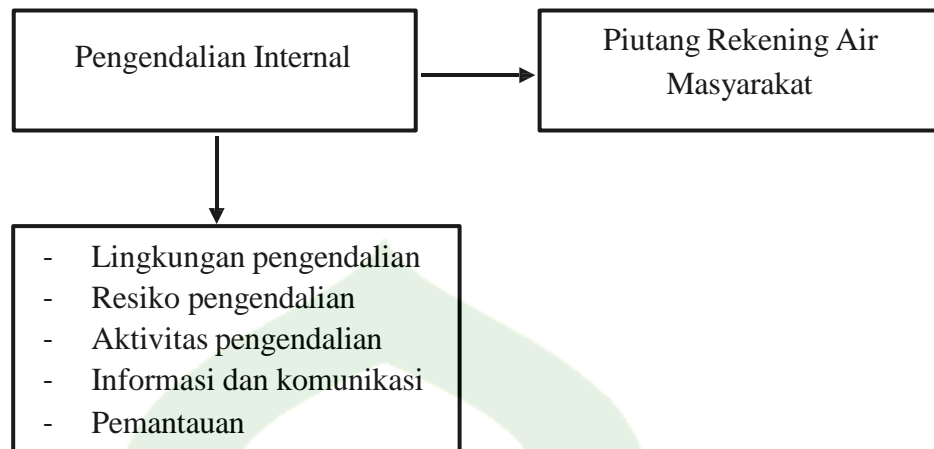 Pengendalian Internal
Piutang Rekening Air
Masyarakat
- Lingkungan pengendalian
- Resiko pengendalian
- Aktivitas pengendalian
- Informasi dan komunikasi
- Pemantauan